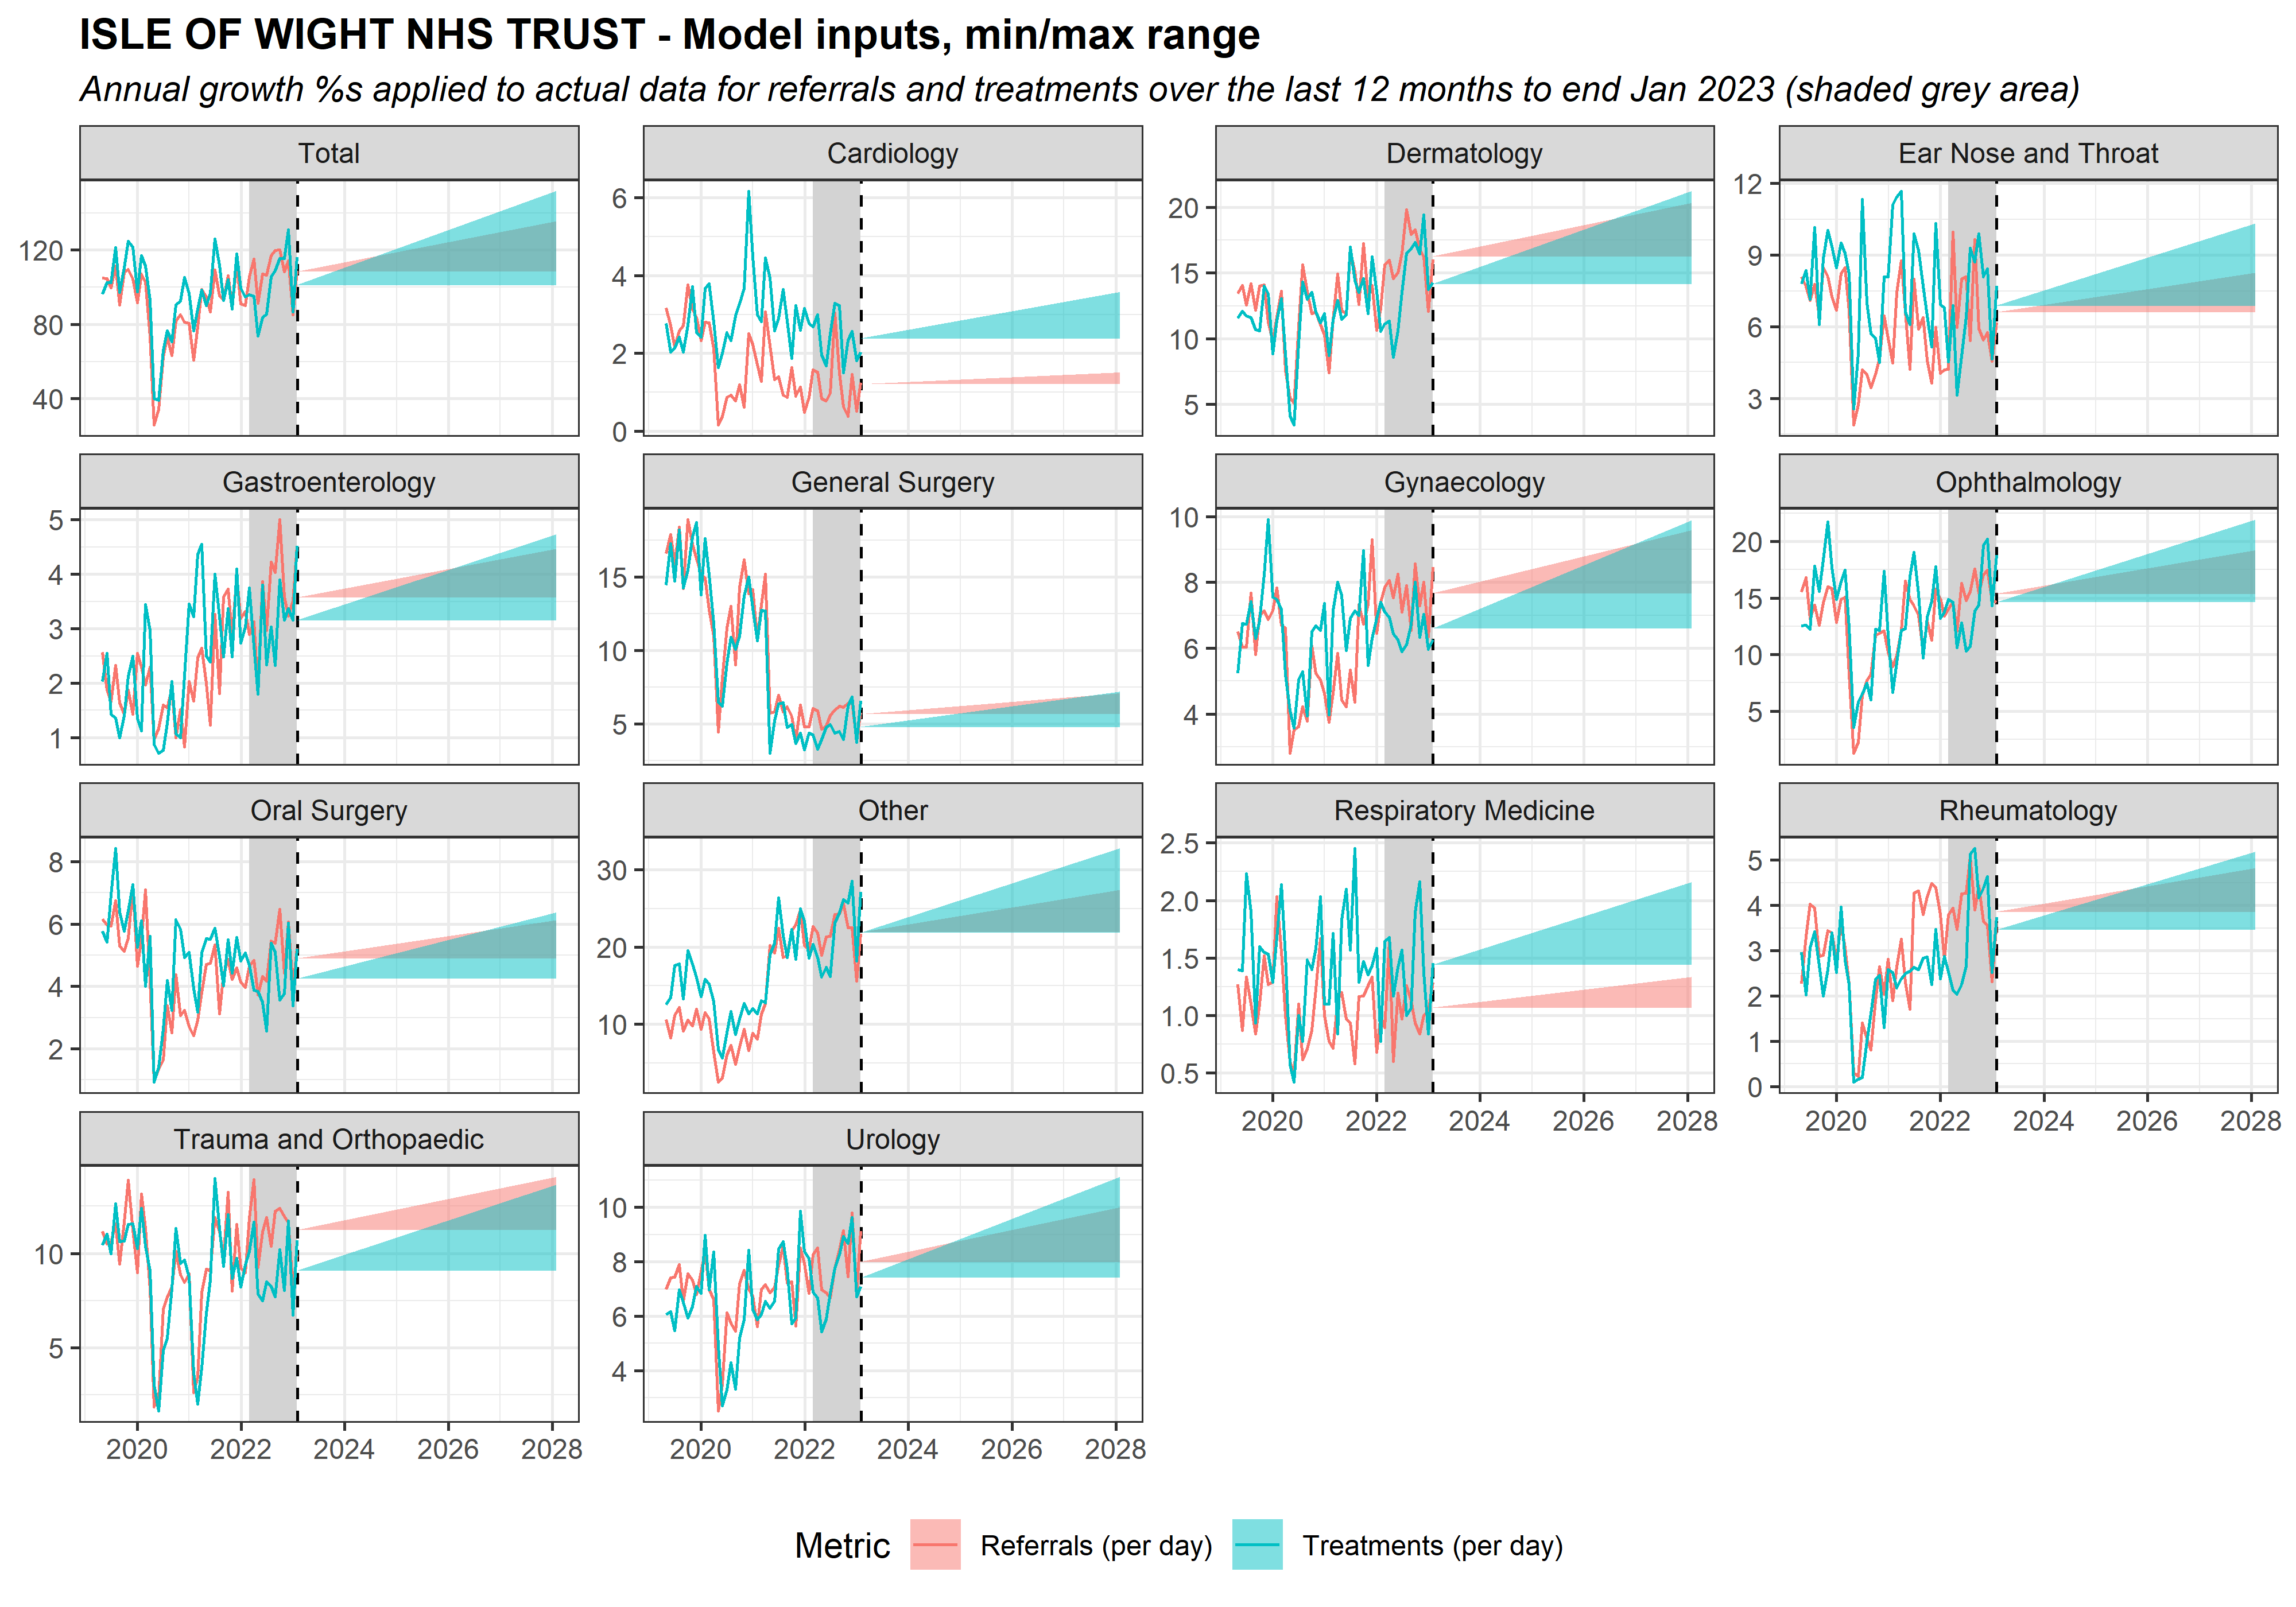 ISLE OF WIGHT NHS TRUST - Model inputs, min/max range
Annual growth %s applied to actual data for referrals and treatments over the last 12 months to end Jan 2023 (shaded grey area)
Total
Cardiology
Dermatology
Ear Nose and Throat
120
80
40
6
4
2
0
20
15
10
5
12
9
6
3
Gastroenterology
General Surgery
Gynaecology
Ophthalmology
5
4
3
2
1
15
10
5
10
8
6
4
20
15
10
5
Oral Surgery
Other
Respiratory Medicine
Rheumatology
8
6
4
2
30
20
10
2.5
2.0
1.5
1.0
0.5
5
4
3
2
1
0
2020 2022 2024 2026 2028
2020 2022 2024 2026 2028
Trauma and Orthopaedic
Urology
10
5
10
8
6
4
2020 2022 2024 2026 2028
2020 2022 2024 2026 2028
Metric Referrals (per day) Treatments (per day)